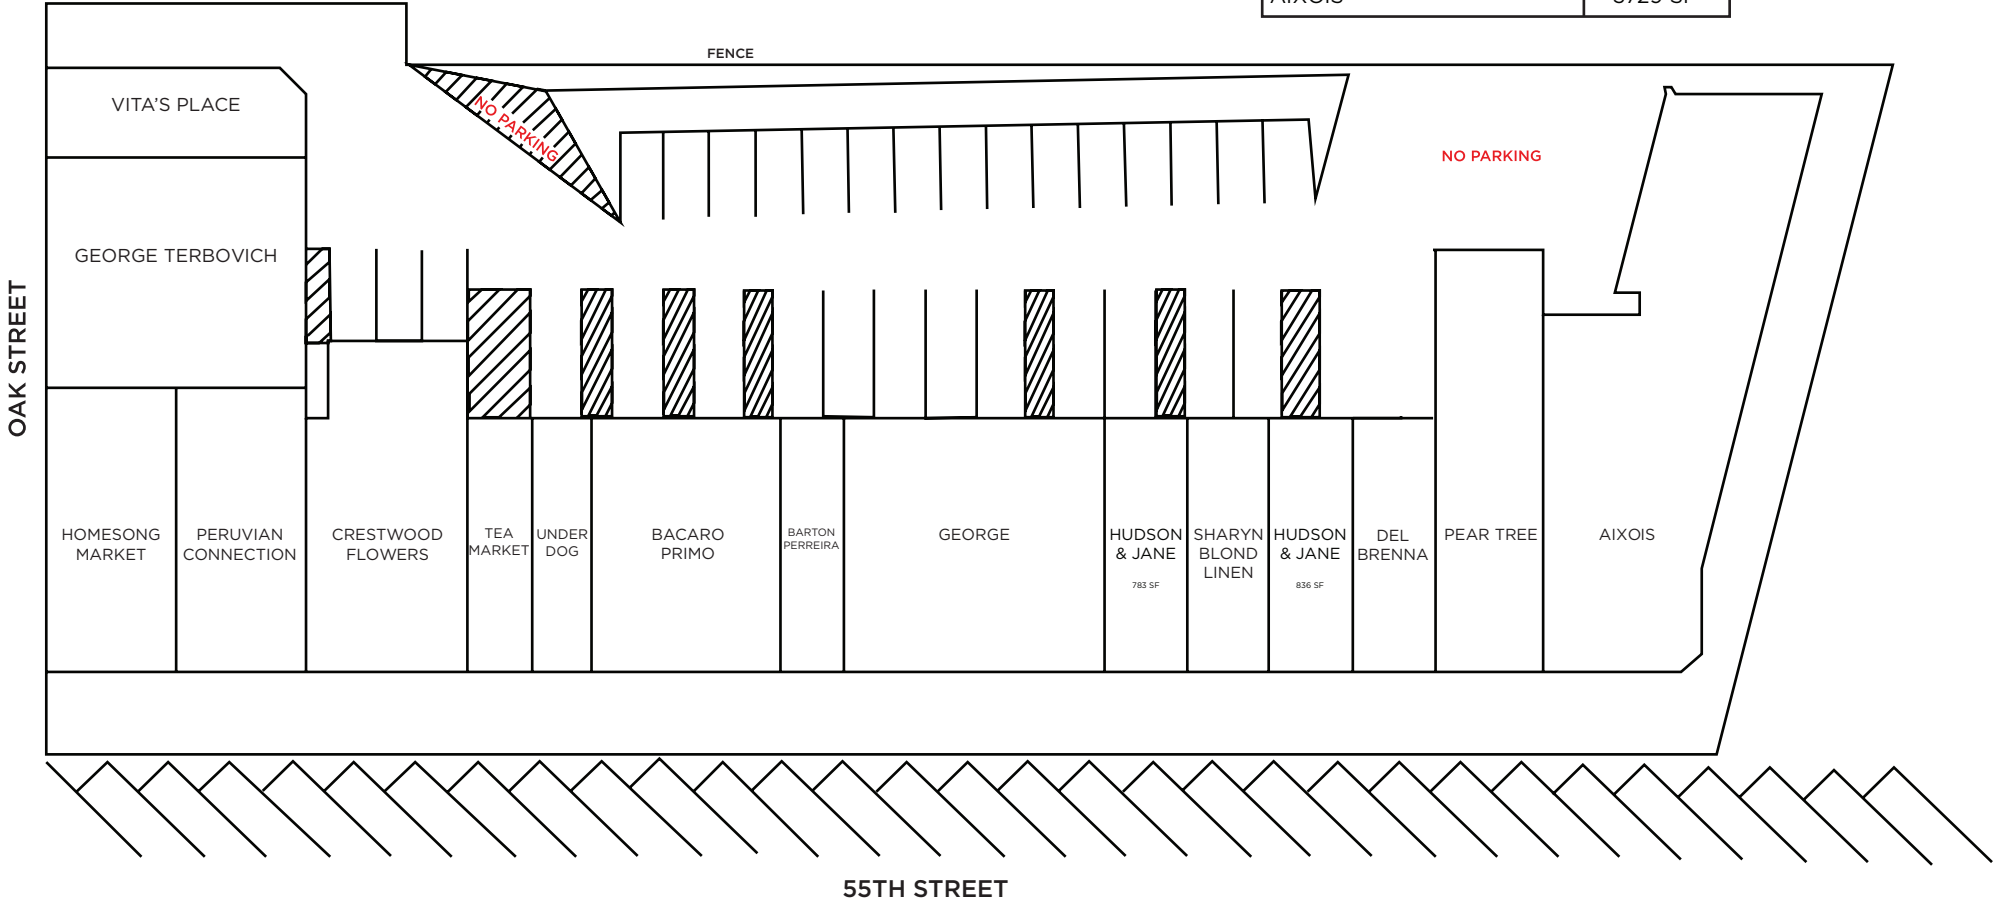 FENCE
VITA'S PLACE
NO PARKING
NO PARKING
GEORGE TERBOVICH
OAK STREET
HOMESONG
MARKET
PERUVIAN
CONNECTION
CRESTWOOD
FLOWERS
TEA
MARKET
UNDER
DOG
BACARO
PRIMO
BARTON
PERREIRA
GEORGE
HUDSON
& JANE
783 SF
SHARYN
BLOND
LINEN
HUDSON
& JANE
836 SF
DEL
BRENNA
PEAR TREE
AIXOIS
55TH STREET